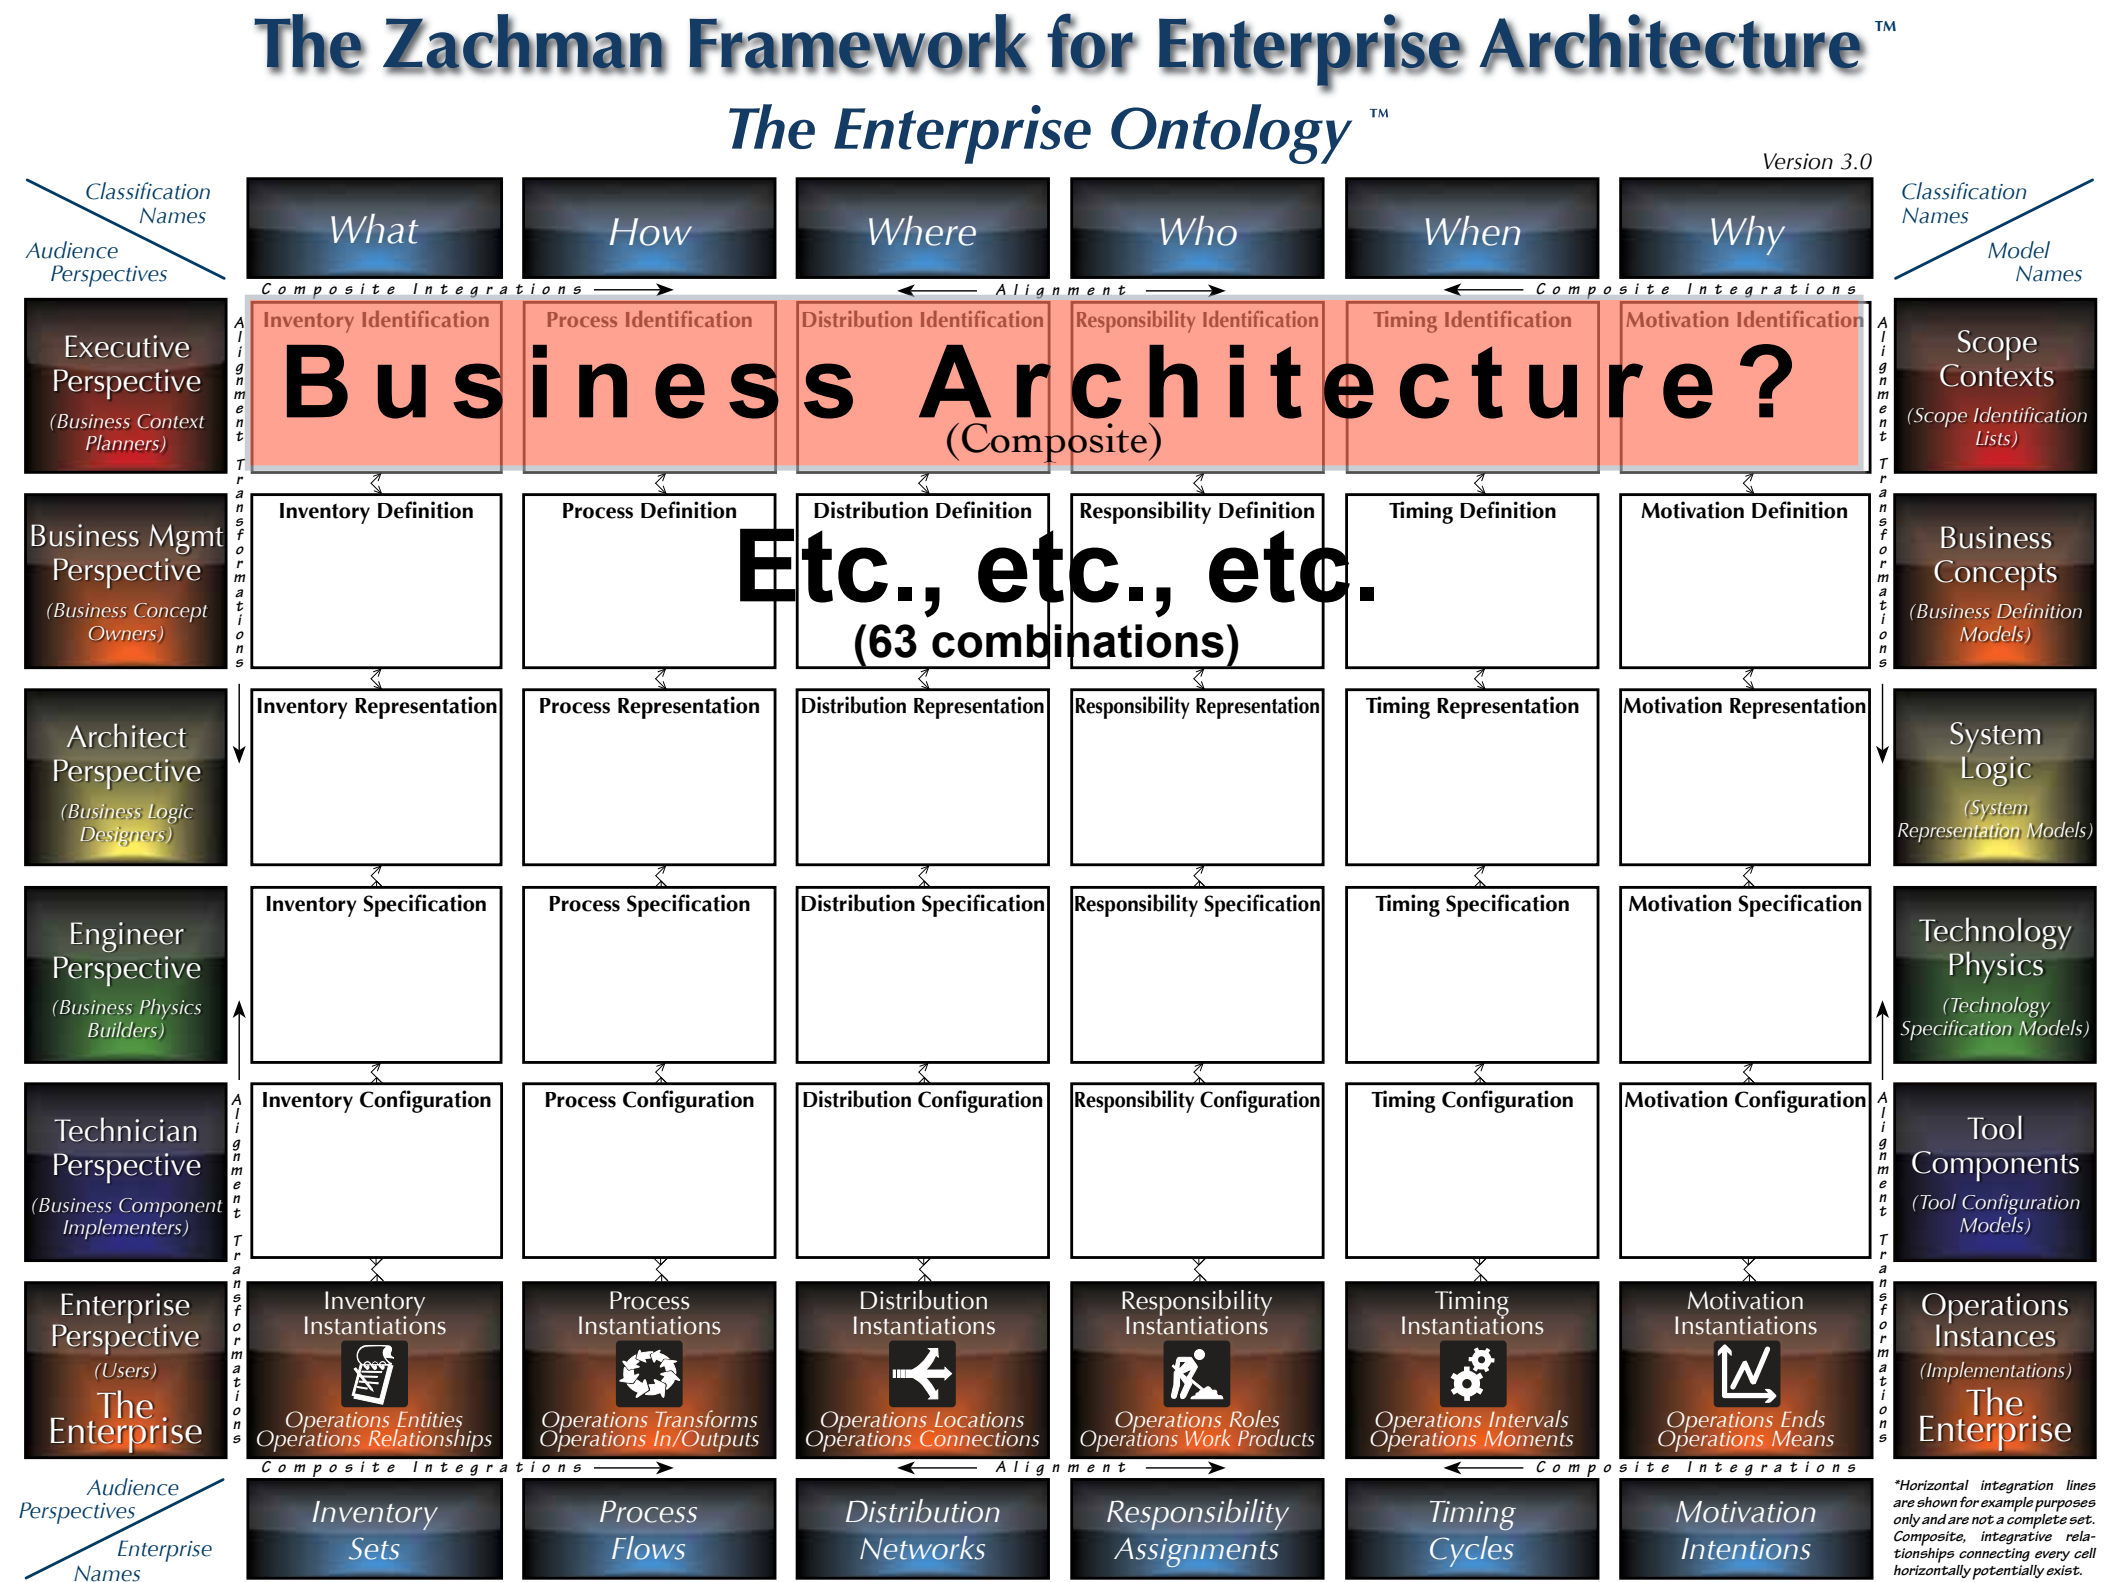 The Zachman Framework for Enterprise Architecture ™
The Enterprise Ontology ™
Version 3.0
Classification
Names
Audience
Perspectives
What
How
Where
Who
When
Why
Classification
Names
Model
Names
Composite Integrations
Alignment
Composite Integrations
Alignment Transformations
Executive
Perspective
(Business Context
Planners)
Inventory Identification
Process Identification
Distribution Identification
Responsibility Identification
Timing Identification
Motivation Identification
Business Architecture?
(Composite)
Alignment Transformations
Scope
Contexts
(Scope Identification
Lists)
Business Mgmt
Perspective
(Business Concept
Owners)
Inventory Definition
Process Definition
Distribution Definition
Responsibility Definition
Timing Definition
Motivation Definition
Etc., etc., etc.
(63 combinations)
Business
Concepts
(Business Definition
Models)
Architect
Perspective
(Business Logic
Designers)
Inventory Representation
Process Representation
Distribution Representation
Responsibility Representation
Timing Representation
Motivation Representation
System
Logic
(System
Representation Models)
Engineer
Perspective
(Business Physics
Builders)
Inventory Specification
Process Specification
Distribution Specification
Responsibility Specification
Timing Specification
Motivation Specification
Technology
Physics
(Technology
Specification Models)
Alignment Transformations
Technician
Perspective
(Business Component
Implementers)
Inventory Configuration
Process Configuration
Distribution Configuration
Responsibility Configuration
Timing Configuration
Motivation Configuration
Alignment Transformations
Tool
Components
(Tool Configuration
Models)
Enterprise
Perspective
(Users)
The
Enterprise
Inventory
Instantiations
Operations Entities
Operations Relationships
Process
Instantiations
Operations Transforms
Operations In/Outputs
Distribution
Instantiations
Operations Locations
Operations Connections
Responsibility
Instantiations
Operations Roles
Operations Work Products
Timing
Instantiations
Operations Intervals
Operations Moments
Motivation
Instantiations
Operations Ends
Operations Means
Operations
Instances
(Implementations)
The
Enterprise
Composite Integrations
Alignment
Composite Integrations
Audience
Perspectives
Enterprise
Names
Inventory
Sets
Process
Flows
Distribution
Networks
Responsibility
Assignments
Timing
Cycles
Motivation
Intentions
*Horizontal integration lines
are shown for example purposes
only and are not a complete set.
Composite, integrative rela-
tionships connecting every cell
horizontally potentially exist.